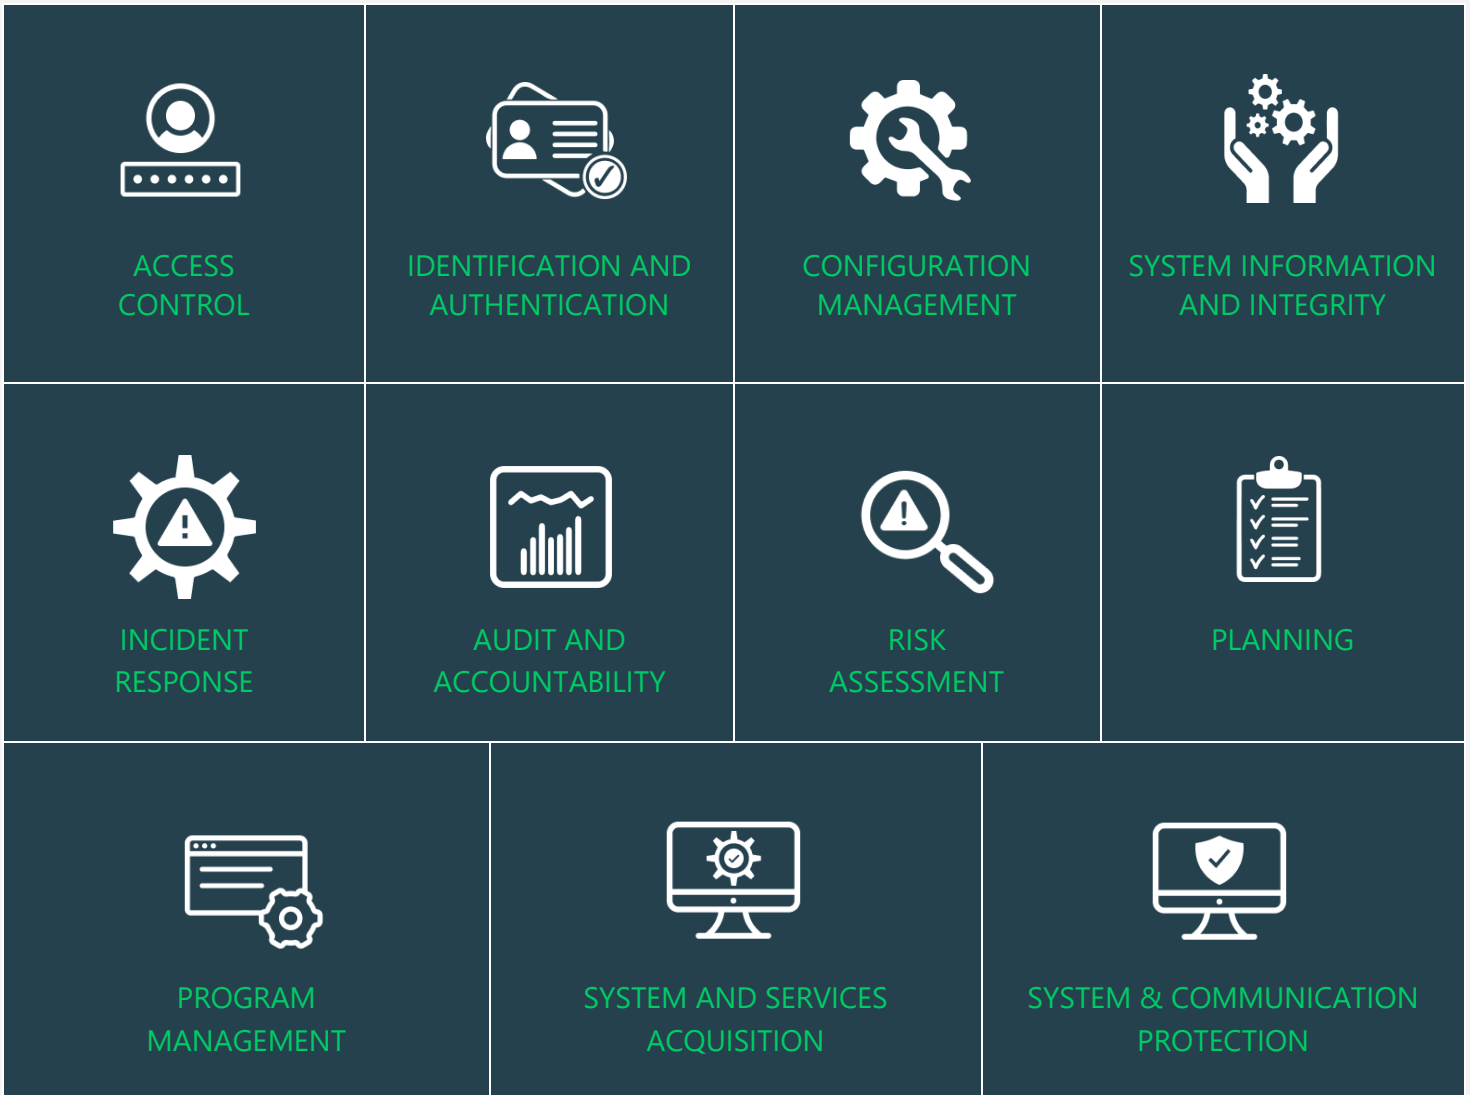 ACCESS
CONTROL
IDENTIFICATION AND
AUTHENTICATION
CONFIGURATION
MANAGEMENT
SYSTEM INFORMATION
AND INTEGRITY
INCIDENT
RESPONSE
AUDIT AND
ACCOUNTABILITY
RISK
ASSESSMENT
PLANNING
PROGRAM
MANAGEMENT
SYSTEM AND SERVICES
ACQUISITION
SYSTEM & COMMUNICATION
PROTECTION